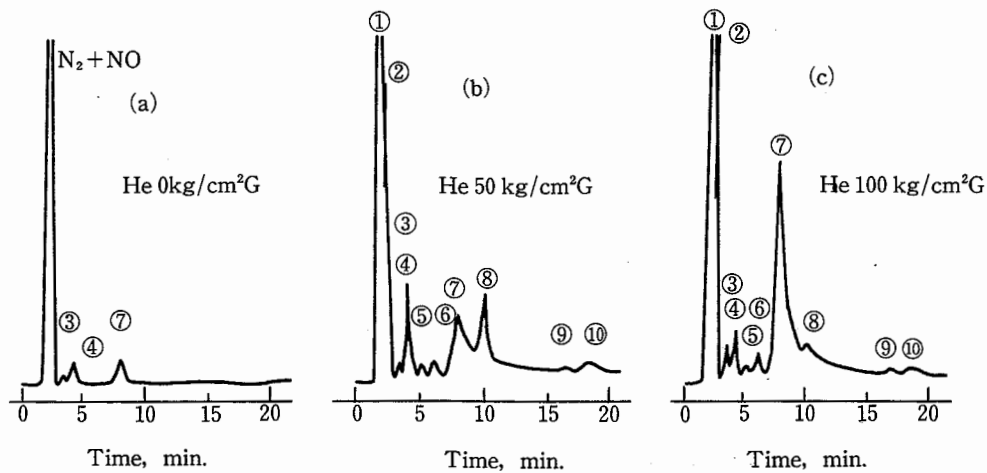 N₂+NO
(a)
③
④
⑦
He 0kg/cm²G
0 5 10 15 20
Time, min.
①
②
(b)
He 50 kg/cm²G
③
④
⑤
⑥
⑦
⑧
⑨
⑩
0 5 10 15 20
Time, min.
①
②
(c)
⑦
He 100 kg/cm²G
③
④
⑥
⑤
⑧
⑨
⑩
0 5 10 15 20
Time, min.